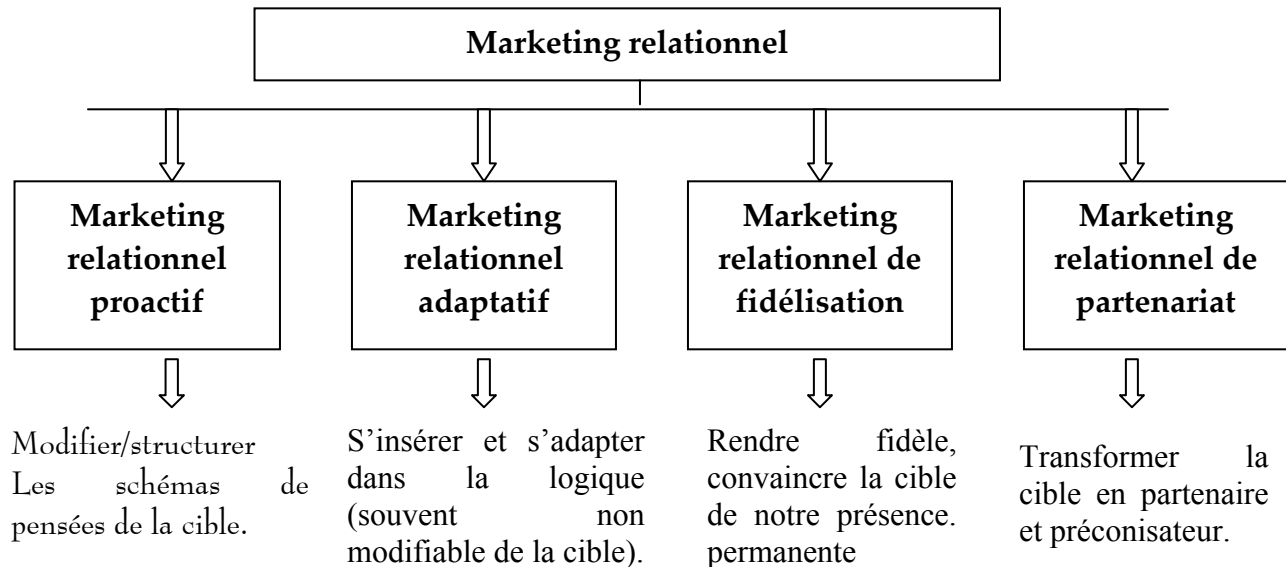 Marketing relationnel
Marketing
relationnel
proactif
Marketing
relationnel
adaptatif
Marketing
relationnel de
fidélisation
Marketing
relationnel de
partenariat
Modifier/structurer
Les schémas de
pensées de la cible.
S’insérer et s’adapter
dans la logique
(souvent non
modifiable de la cible).
Rendre fidèle,
convaincre la cible
de notre présence.
permanente
Transformer la
cible en partenaire
et préconisateur.